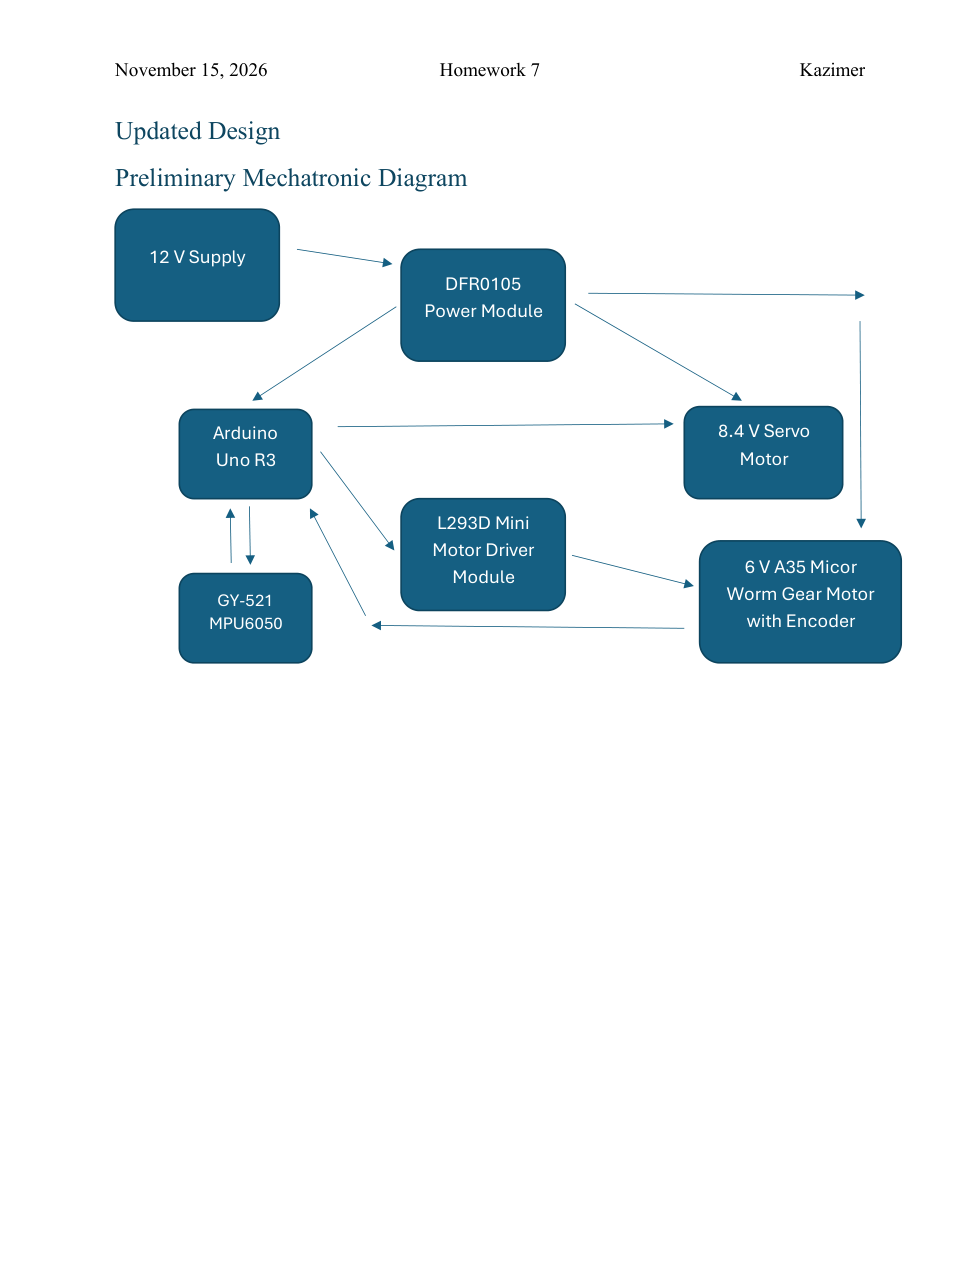 November 15, 2026 Homework 7 Kazimer
Updated Design
Preliminary Mechatronic Diagram
12 V Supply
DFR0105
Power Module
Arduino
Uno R3
8.4 V Servo
Motor
L293D Mini
Motor Driver
Module
6 V A35 Micor
Worm Gear Motor
with Encoder
GY-521
MPU6050